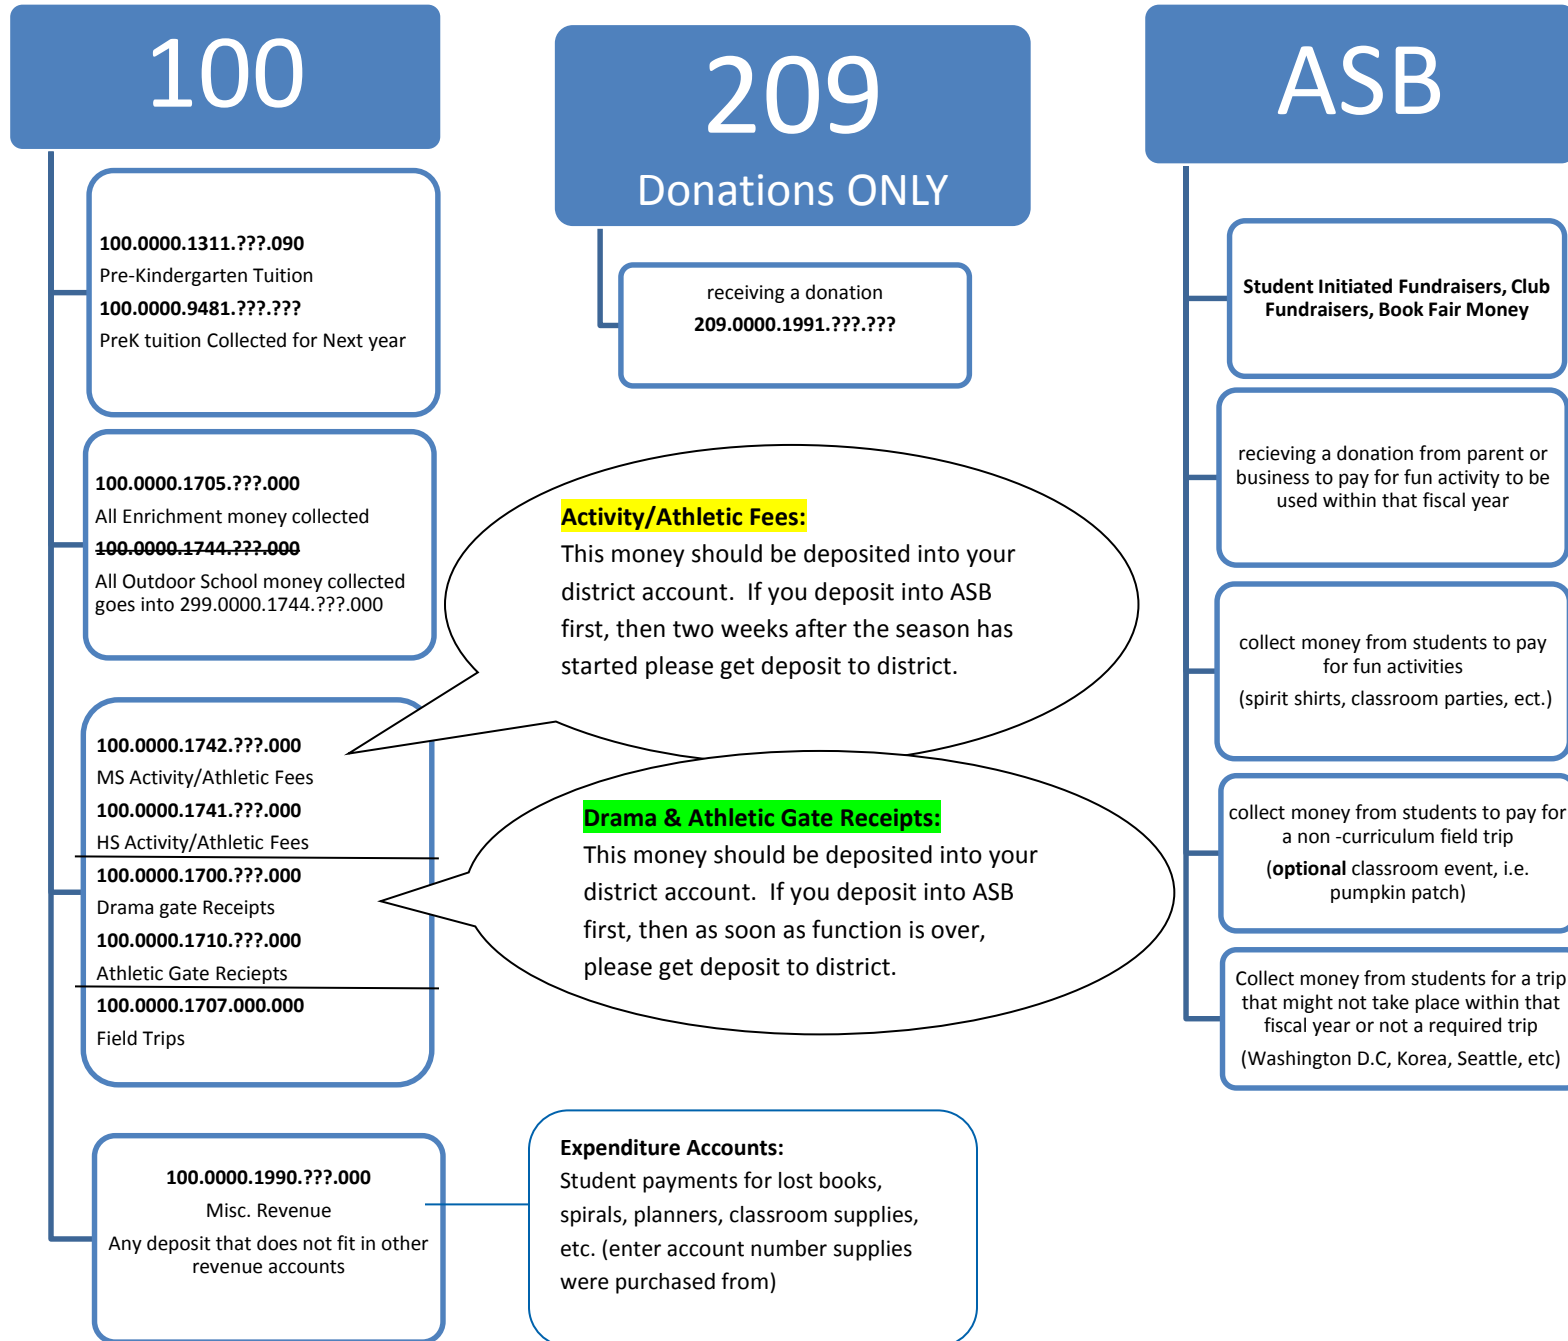 100
100.0000.1311.???.090
Pre-Kindergarten Tuition
100.0000.9481.???.???
PreK tuition Collected for Next year
100.0000.1705.???.000
All Enrichment money collected
100.0000.1744.???.000
All Outdoor School money collected
goes into 299.0000.1744.???.000
100.0000.1742.???.000
MS Activity/Athletic Fees
100.0000.1741.???.000
HS Activity/Athletic Fees
100.0000.1700.???.000
Drama gate Receipts
100.0000.1710.???.000
Athletic Gate Reciepts
100.0000.1707.000.000
Field Trips
100.0000.1990.???.000
Misc. Revenue
Any deposit that does not fit in other
revenue accounts
209
Donations ONLY
receiving a donation
209.0000.1991.???.???
Activity/Athletic Fees:
This money should be deposited into your
district account.  If you deposit into ASB
first, then two weeks after the season has
started please get deposit to district.
Drama & Athletic Gate Receipts:
This money should be deposited into your
district account.  If you deposit into ASB
first, then as soon as function is over,
please get deposit to district.
Expenditure Accounts:
Student payments for lost books,
spirals, planners, classroom supplies,
etc. (enter account number supplies
were purchased from)
ASB
Student Initiated Fundraisers, Club
Fundraisers, Book Fair Money
recieving a donation from parent or
business to pay for fun activity to be
used within that fiscal year
collect money from students to pay
for fun activities
(spirit shirts, classroom parties, ect.)
collect money from students to pay for
a non -curriculum field trip
(optional classroom event, i.e.
pumpkin patch)
Collect money from students for a trip
that might not take place within that
fiscal year or not a required trip
(Washington D.C, Korea, Seattle, etc)